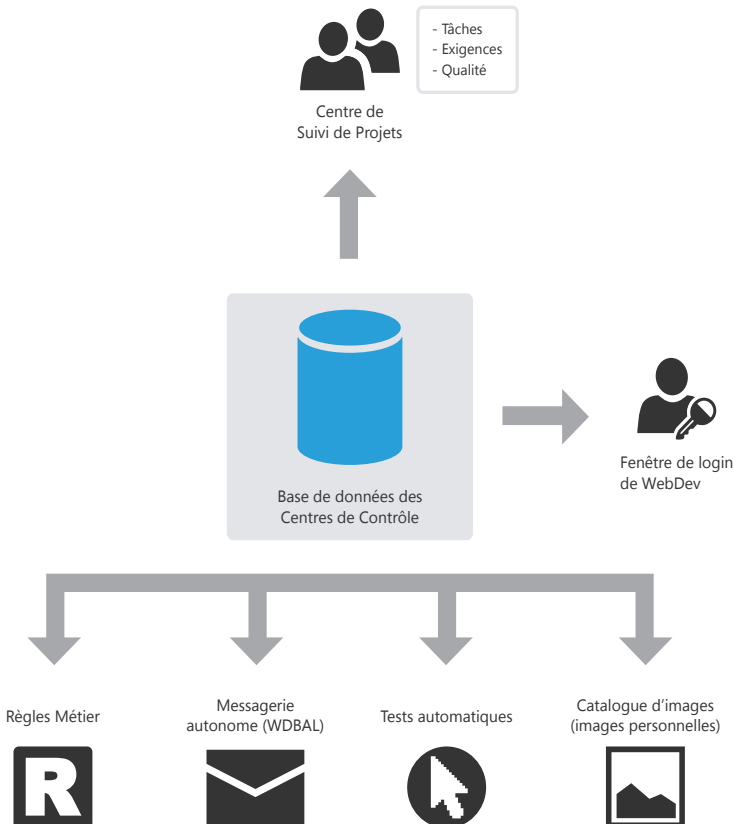 - Tâches
- Exigences
- Qualité
Centre de
Suivi de Projets
Base de données des
Centres de Contrôle
Fenêtre de login
de WebDev
Règles Métier
Messagerie
autonome (WDBAL)
Tests automatiques
Catalogue d'images
(images personnelles)
R